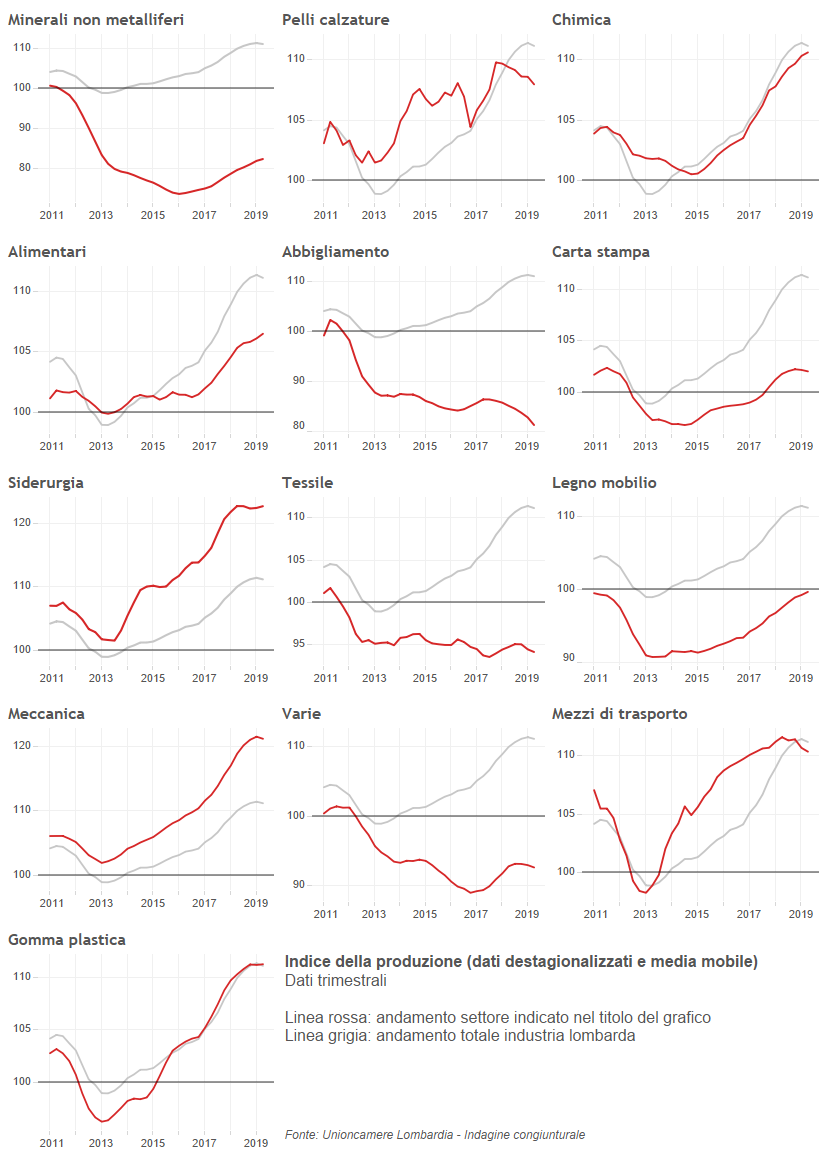 Minerali non metalliferi
110
100
90
80
2011 2013 2015 2017 2019
Pelli calzature
110
105
100
2011 2013 2015 2017 2019
Chimica
110
105
100
2011 2013 2015 2017 2019
Alimentari
110
105
100
2011 2013 2015 2017 2019
Abbigliamento
110
100
90
80
2011 2013 2015 2017 2019
Carta stampa
110
105
100
2011 2013 2015 2017 2019
Siderurgia
120
110
100
2011 2013 2015 2017 2019
Tessile
110
105
100
95
2011 2013 2015 2017 2019
Legno mobilio
110
100
90
2011 2013 2015 2017 2019
Meccanica
120
110
100
2011 2013 2015 2017 2019
Varie
110
100
90
2011 2013 2015 2017 2019
Mezzi di trasporto
110
105
100
2011 2013 2015 2017 2019
Gomma plastica
110
105
100
2011 2013 2015 2017 2019
Indice della produzione (dati destagionalizzati e media mobile)
Dati trimestrali
Linea rossa: andamento settore indicato nel titolo del grafico
Linea grigia: andamento totale industria lombarda
Fonte: Unioncamere Lombardia - Indagine congiunturale